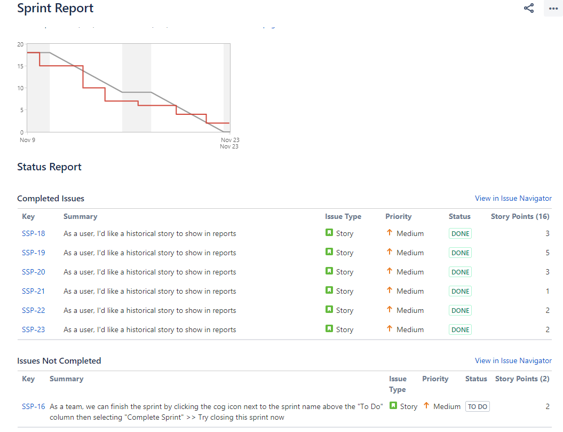 Sprint Report
20
15
10
5
0
Nov 9
Nov 23
Nov 23
Status Report
Completed Issues View in Issue Navigator
Key Summary Issue Type Priority Status Story Points (16)
SSP-18 As a user, I'd like a historical story to show in reports Story Medium DONE 3
SSP-19 As a user, I'd like a historical story to show in reports Story Medium DONE 5
SSP-20 As a user, I'd like a historical story to show in reports Story Medium DONE 3
SSP-21 As a user, I'd like a historical story to show in reports Story Medium DONE 1
SSP-22 As a user, I'd like a historical story to show in reports Story Medium DONE 2
SSP-23 As a user, I'd like a historical story to show in reports Story Medium DONE 2
Issues Not Completed View in Issue Navigator
Key Summary Issue Type Priority Status Story Points (2)
SSP-16 As a team, we can finish the sprint by clicking the cog icon next to the sprint name above the "To Do" Story Medium TO DO 2
column then selecting "Complete Sprint" >> Try closing this sprint now